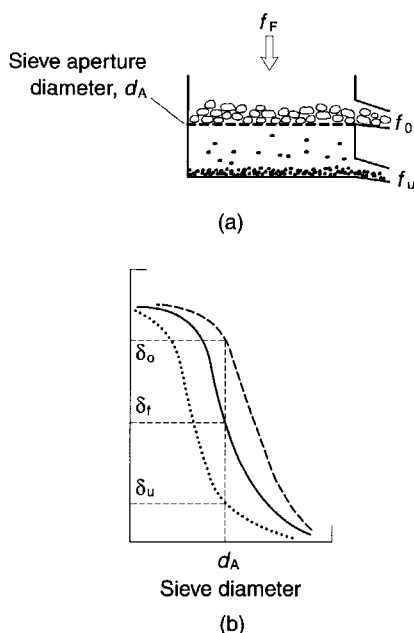 f_F
Sieve aperture
diameter, d_A
f_0
f_u
(a)
δ_o
δ_f
δ_u
d_A
Sieve diameter
(b)